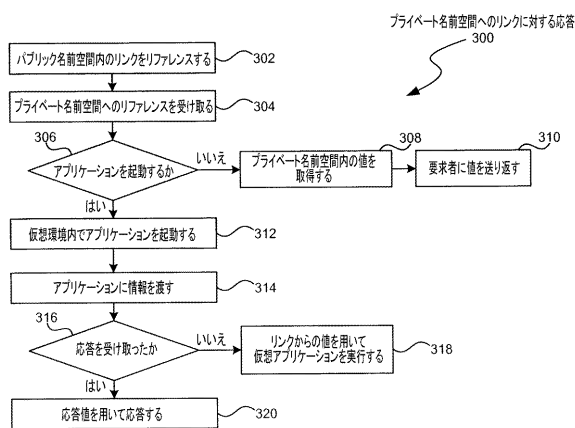 プライベート名前空間へのリンクに対する応答
300
パブリック名前空間内のリンクをリファレンスする
302
プライベート名前空間へのリファレンスを受け取る
304
306
アプリケーションを起動するか
いいえ
308
プライベート名前空間内の値を
取得する
310
要求者に値を送り返す
はい
仮想環境内でアプリケーションを起動する
312
アプリケーションに情報を渡す
314
316
応答を受け取ったか
いいえ
リンクからの値を用いて
仮想アプリケーションを実行する
318
はい
応答値を用いて応答する
320